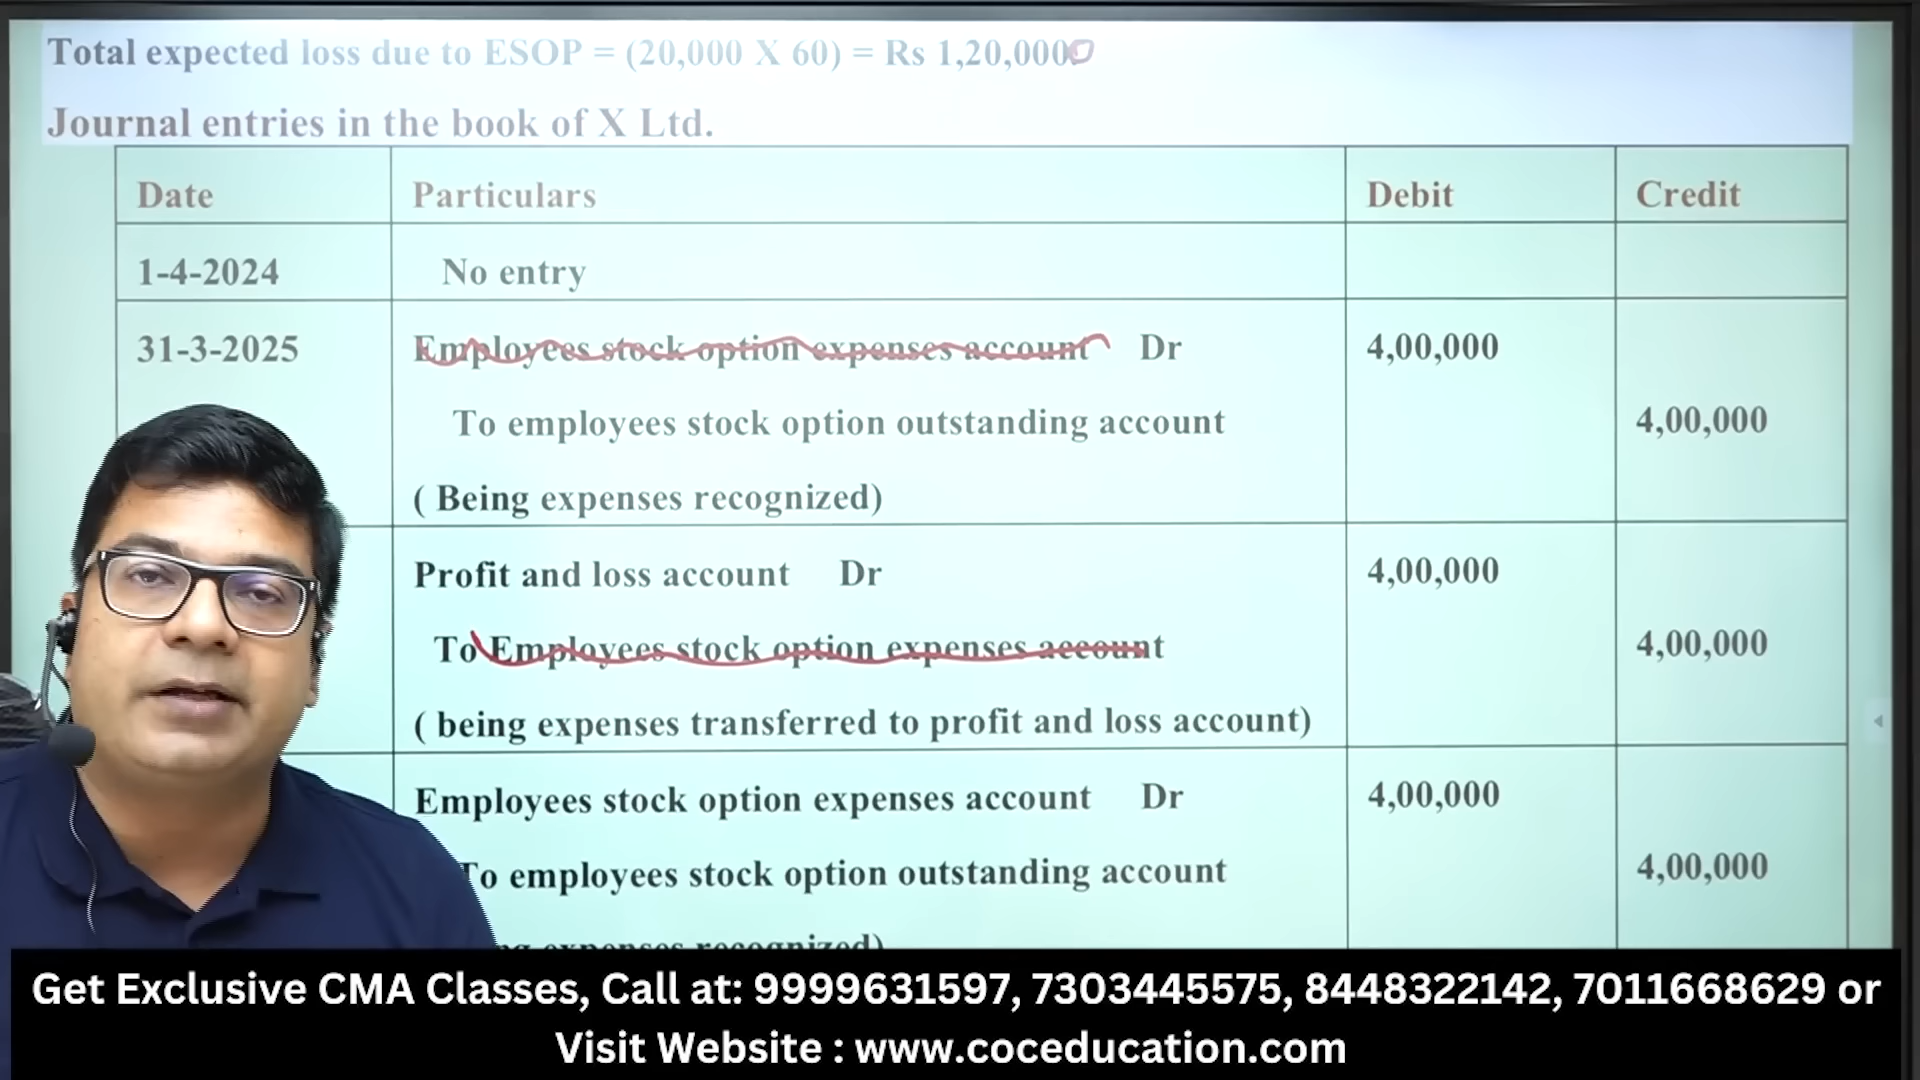 Total expected loss due to ESOP = (20,000 X 60) = Rs 1,20,0000
Journal entries in the book of X Ltd.
Date Particulars Debit Credit
1-4-2024 No entry
31-3-2025 Employees stock option expenses account Dr 4,00,000
To employees stock option outstanding account 4,00,000
( Being expenses recognized)
Profit and loss account Dr 4,00,000
To Employees stock option expenses account 4,00,000
( being expenses transferred to profit and loss account)
Employees stock option expenses account Dr 4,00,000
To employees stock option outstanding account 4,00,000
expenses recognized)
Get Exclusive CMA Classes, Call at: 9999631597, 7303445575, 8448322142, 7011668629 or
Visit Website : www.coceducation.com